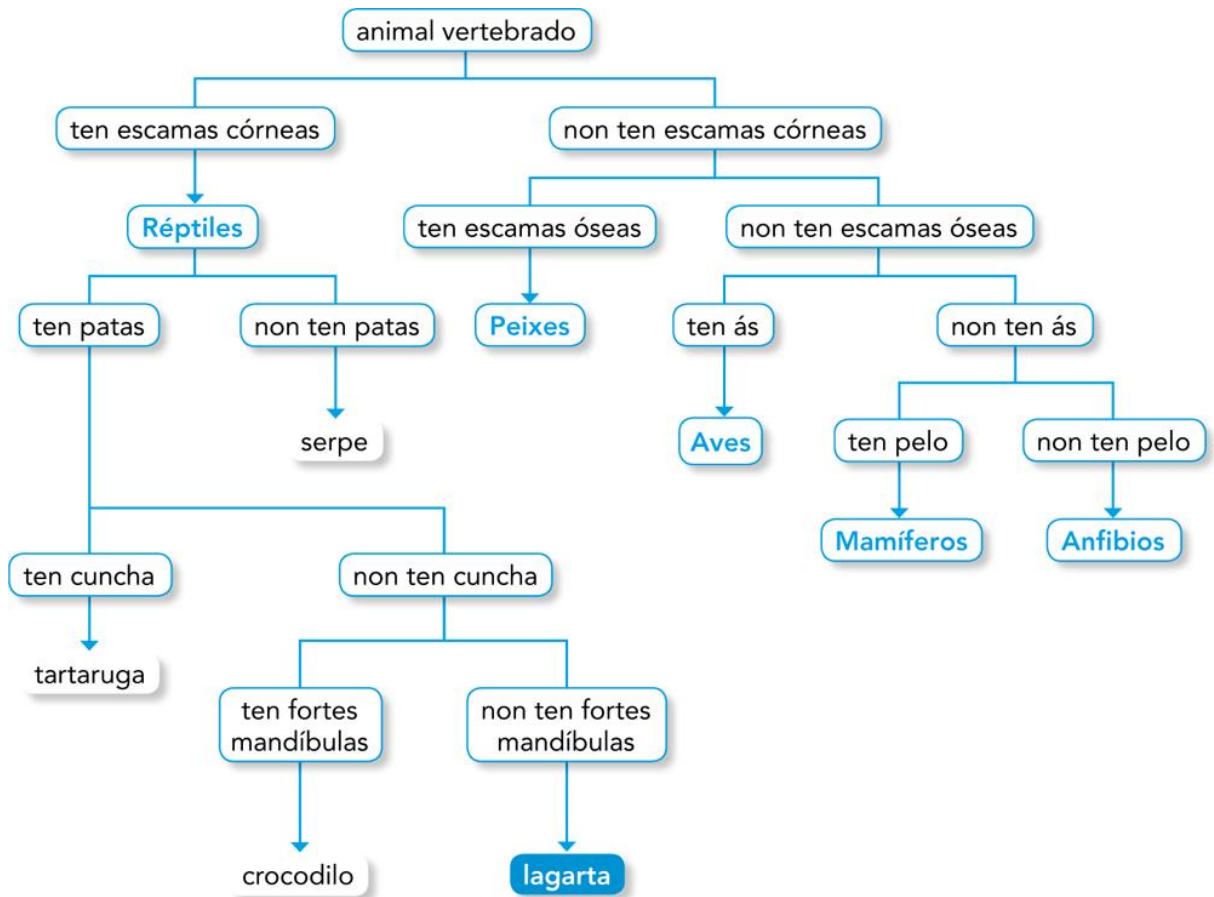 animal vertebrado
ten escamas córneas
non ten escamas córneas
Réptiles
ten escamas óseas
non ten escamas óseas
ten patas
non ten patas
Peixes
ten ás
non ten ás
serpe
Aves
ten pelo
non ten pelo
Mamíferos
Anfibios
ten cuncha
non ten cuncha
tartaruga
ten fortes
mandíbulas
non ten fortes
mandíbulas
crocodilo
lagarta